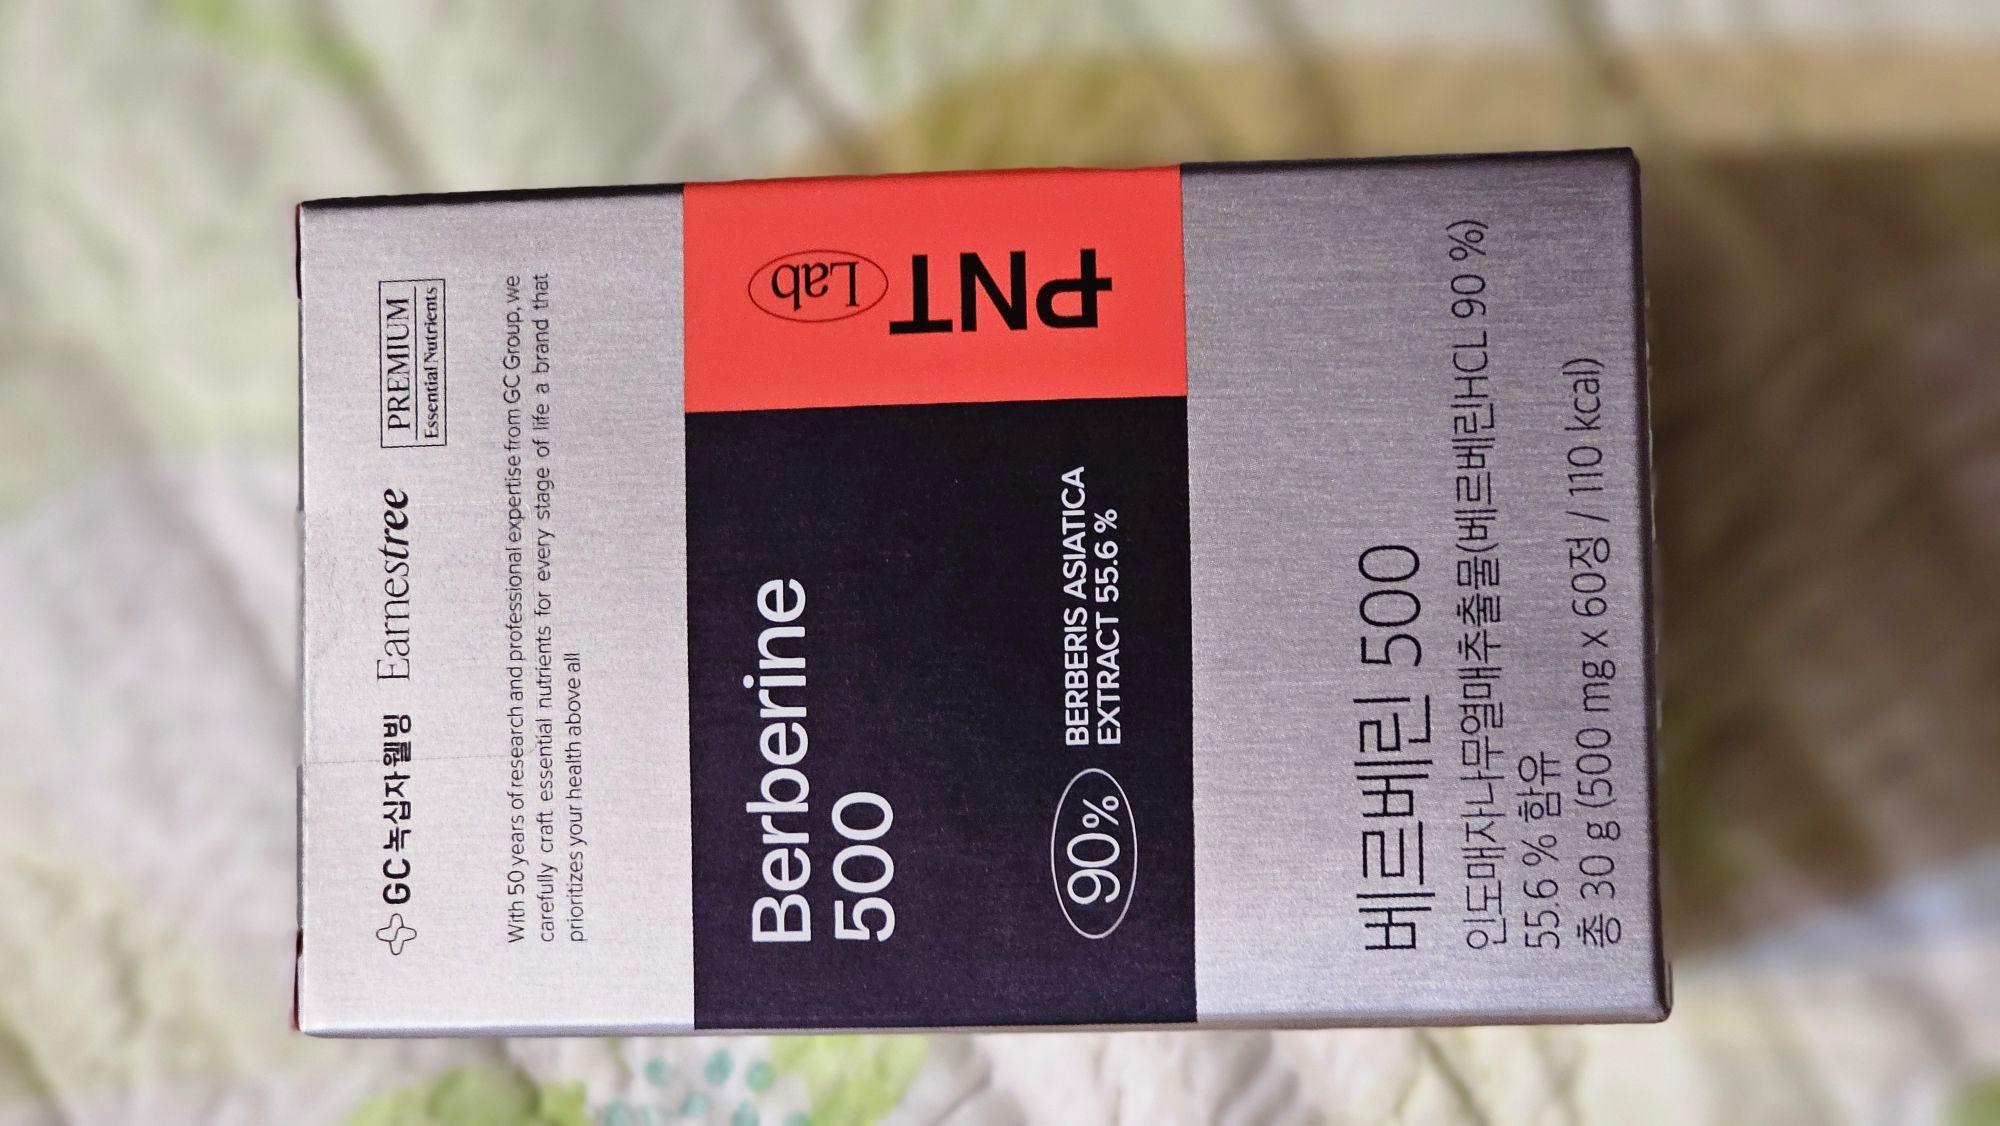 GC녹십자웰빙 Earnestree PREMIUM
Essential Nutrients
With 50 years of research and professional expertise from GC Group, we
carefully craft essential nutrients for every stage of life a brand that
prioritizes your health above all
Berberine
500
PNT Lab
90%
BERBERIS ASIATICA
EXTRACT 55.6 %
베르베린 500
인도매자나무열매추출물(베르베린HCL 90 %)
55.6 % 함유
총 30 g (500 mg x 60정 / 110 kcal)